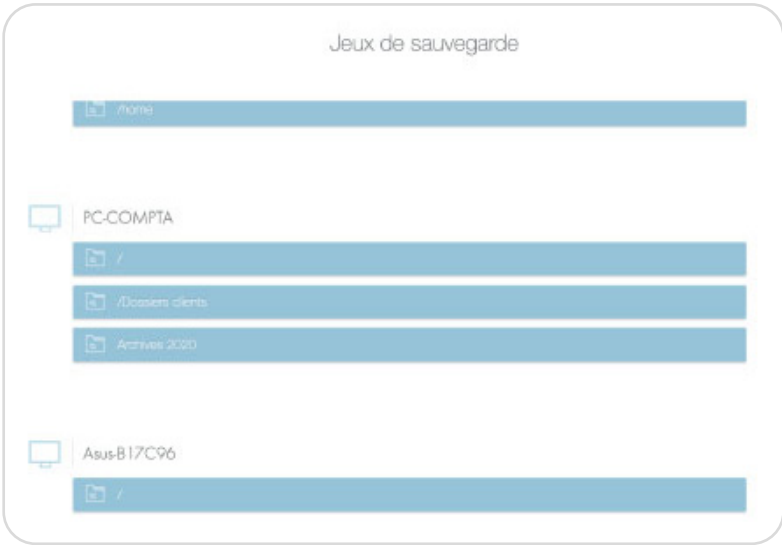 Jeux de sauvegarde
/home
PC-COMPTA
/
/Dossiers clients
Archives 2020
Asus-B17C96
/